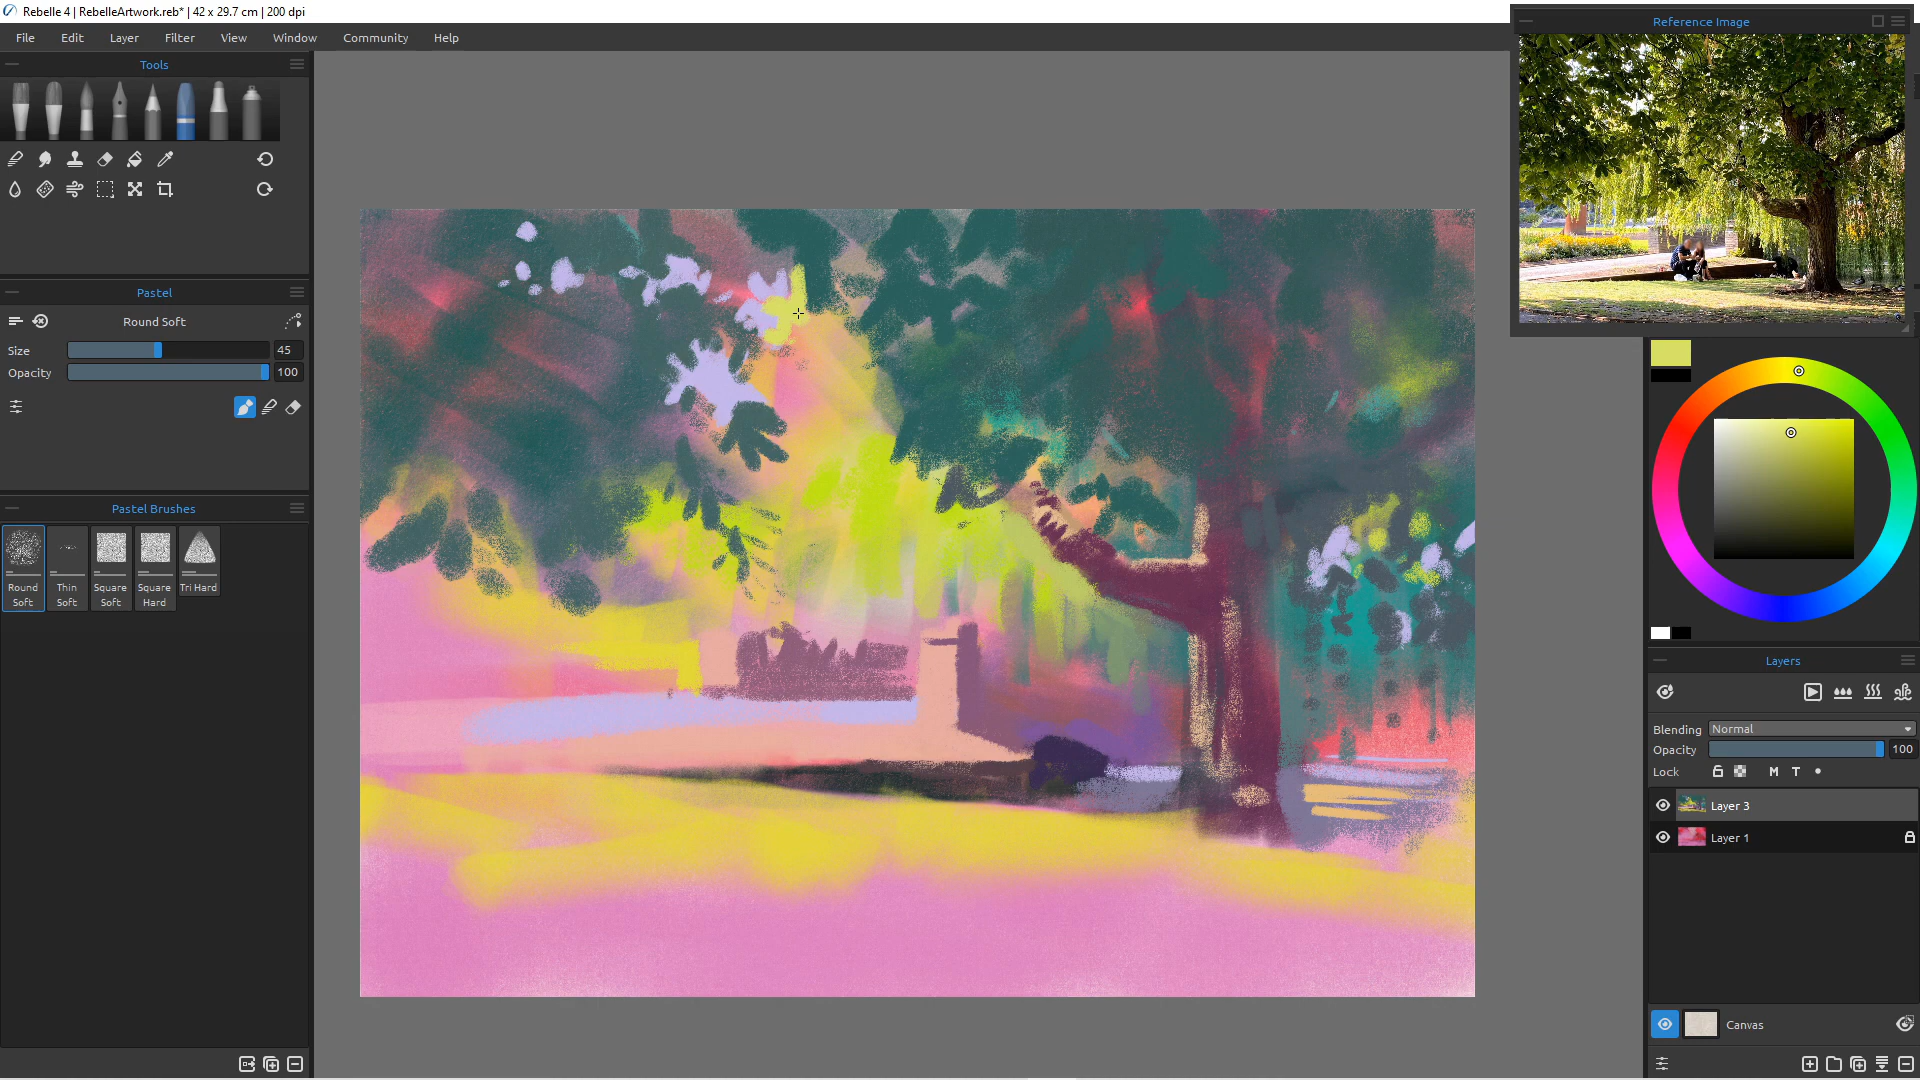 Rebelle 4 | RebelleArtwork.reb* | 42 x 29.7 cm | 200 dpi
File Edit Layer Filter View Window Community Help
Reference Image
Tools
Pastel
Round Soft
Size 45
Opacity 100
Pastel Brushes
Round Soft
Thin Soft
Square Soft
Square Hard
Tri Hard
Layers
Blending Normal
Opacity 100
Lock M T
Layer 3
Layer 1
Canvas